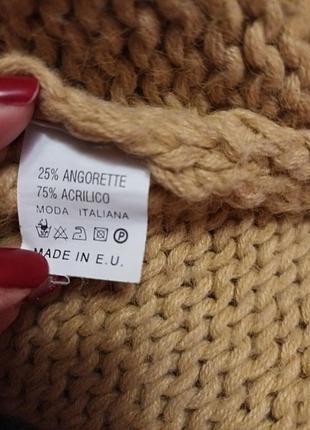 25% ANGORETTE
75% ACRILICO
MODA ITALIANA
P
MADE IN E.U.